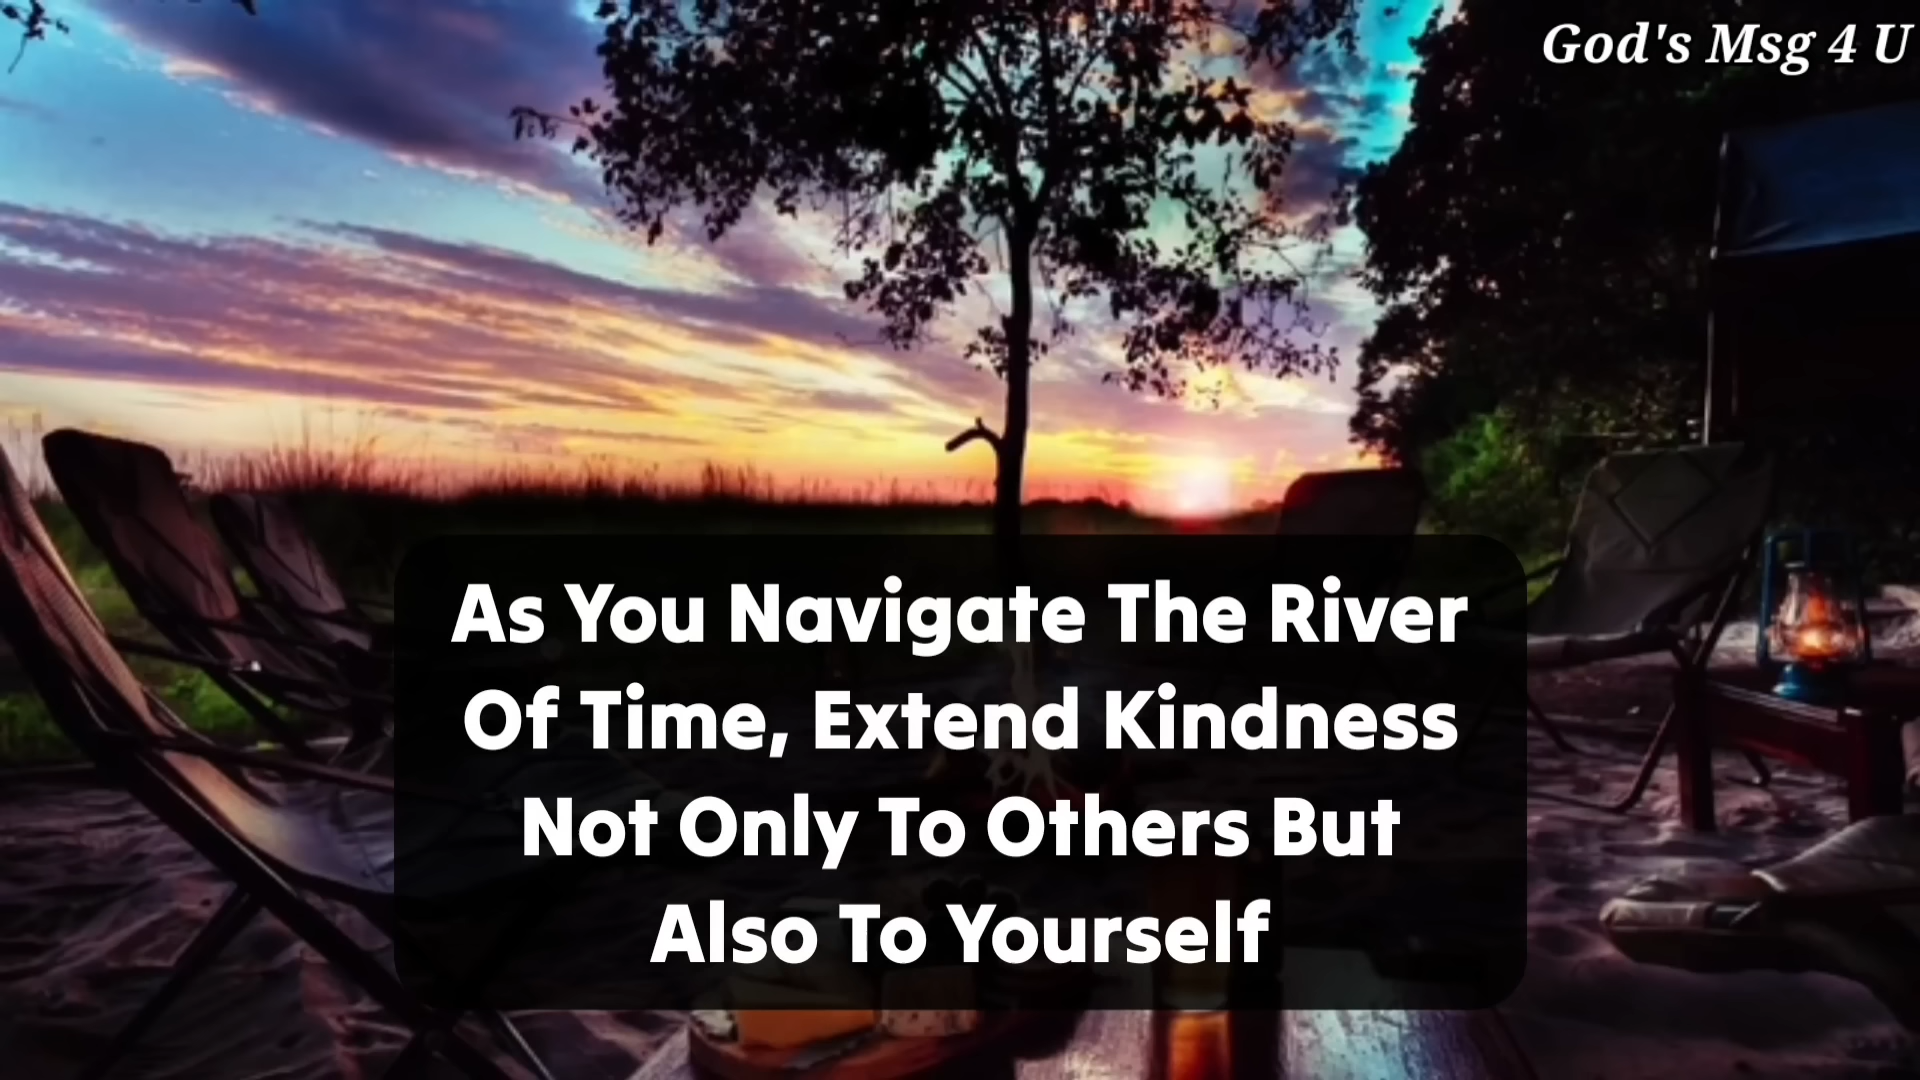 God's Msg 4 U
As You Navigate The River
Of Time, Extend Kindness
Not Only To Others But
Also To Yourself